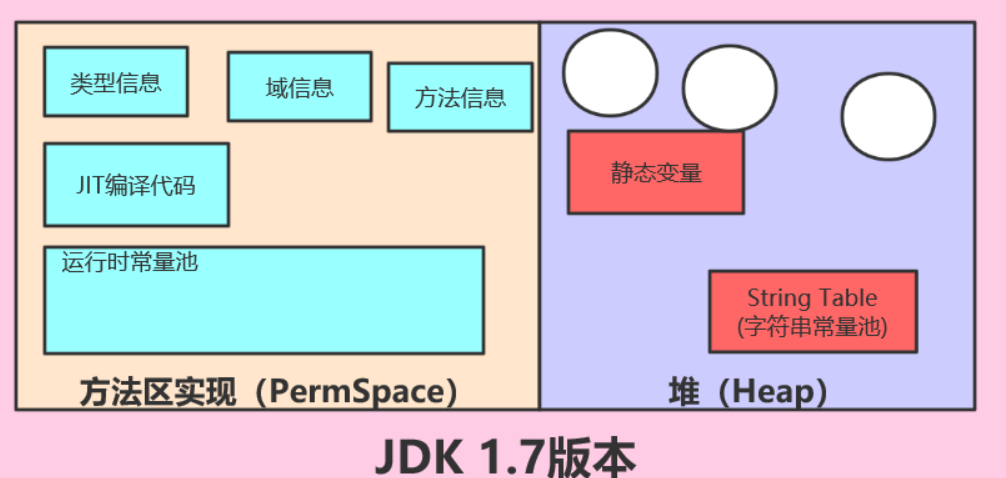 类型信息
域信息
方法信息
JIT编译代码
运行时常量池
方法区实现（PermSpace）
静态变量
String Table
(字符串常量池)
堆（Heap）
JDK 1.7版本